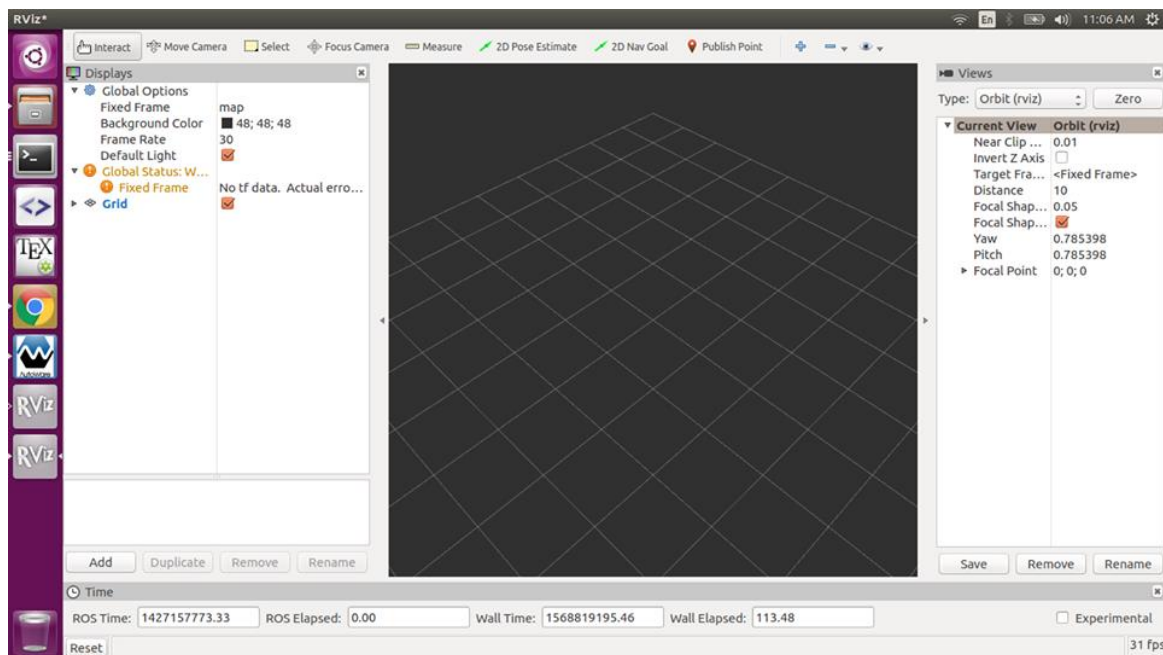 RViz*
En
11:06 AM
Interact
Move Camera
Select
Focus Camera
Measure
2D Pose Estimate
2D Nav Goal
Publish Point
Displays
Global Options
Fixed Frame map
Background Color 48; 48; 48
Frame Rate 30
Default Light
Global Status: W...
Fixed Frame No tf data. Actual erro...
Grid
Add
Duplicate
Remove
Rename
Views
Type: Orbit (rviz) Zero
Current View Orbit (rviz)
Near Clip ... 0.01
Invert Z Axis
Target Fra... <Fixed Frame>
Distance 10
Focal Shap... 0.05
Focal Shap...
Yaw 0.785398
Pitch 0.785398
Focal Point 0; 0; 0
Save
Remove
Rename
Time
ROS Time: 1427157773.33 ROS Elapsed: 0.00 Wall Time: 1568819195.46 Wall Elapsed: 113.48 Experimental
Reset
31 fps
>_
<>
TEX
Autoware
RViz
RViz